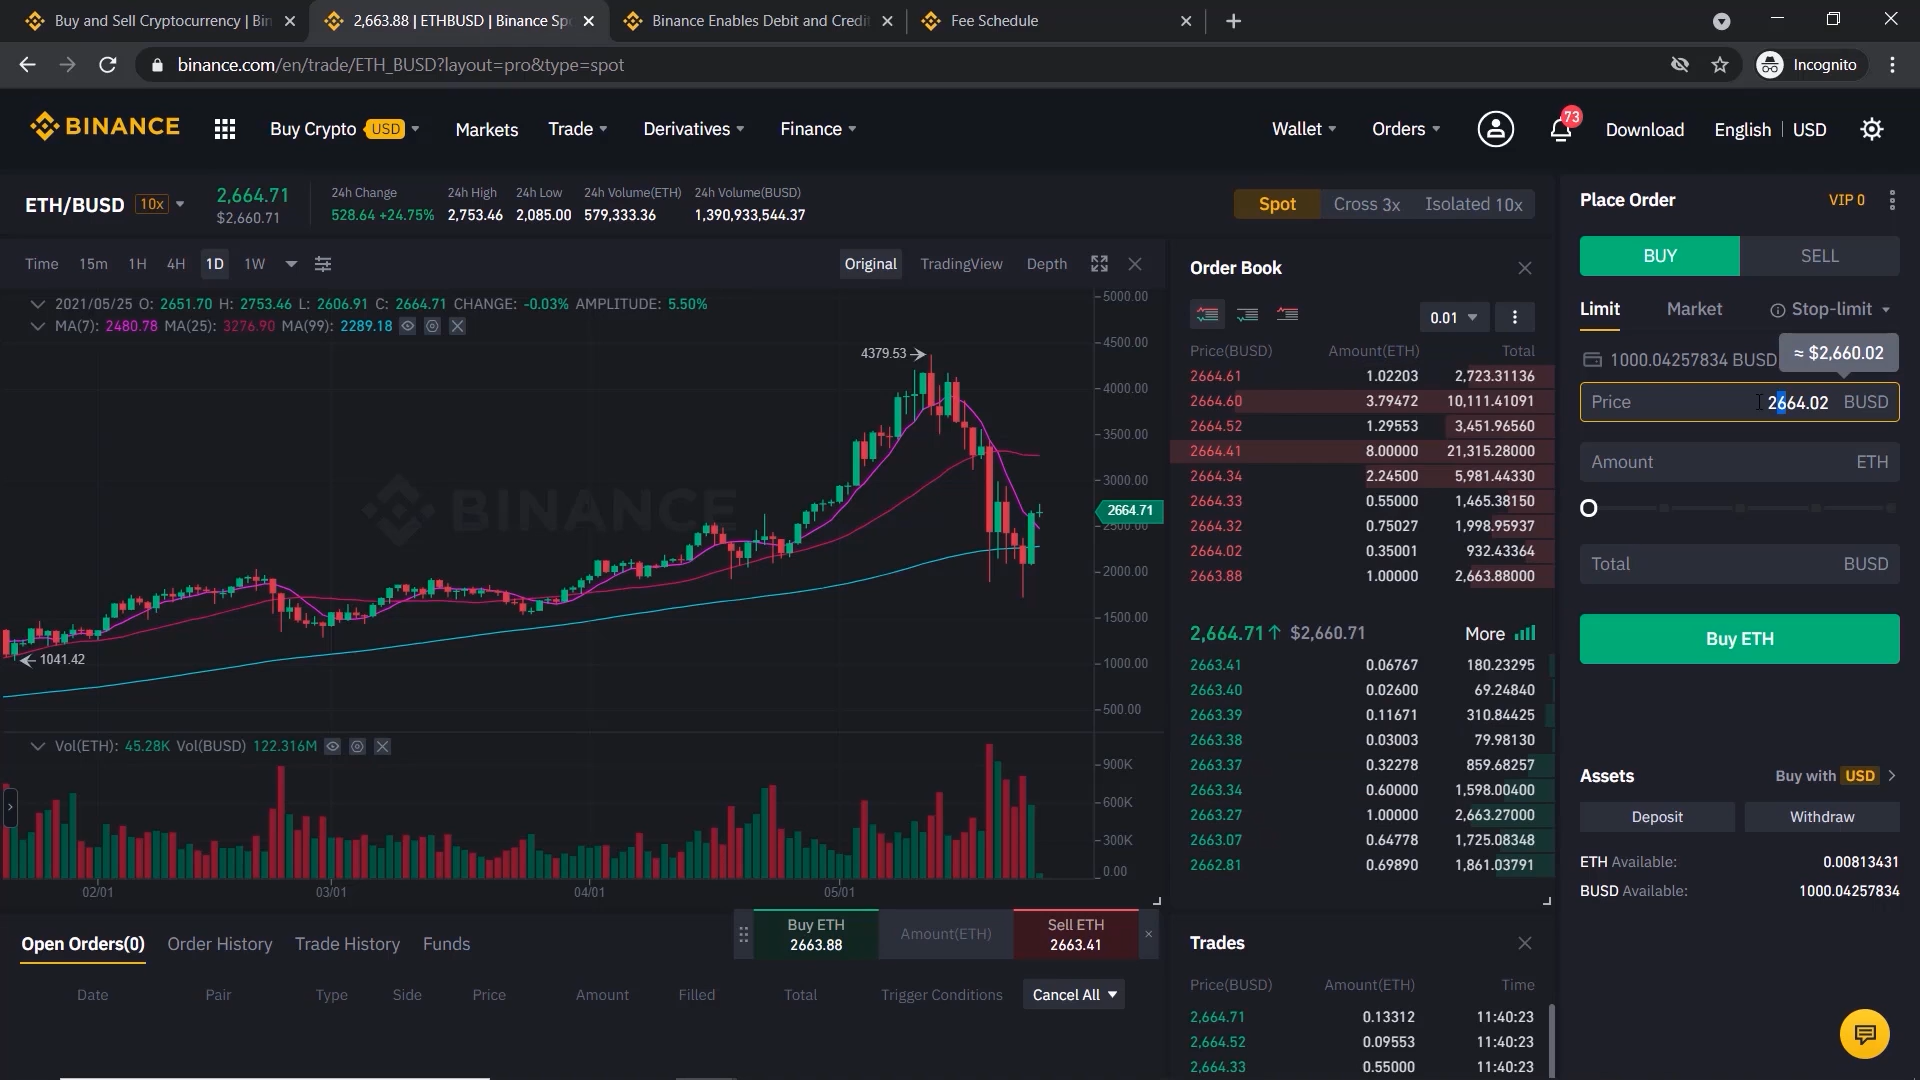 Buy and Sell Cryptocurrency | Bin
2,663.88 | ETHBUSD | Binance Spo
Binance Enables Debit and Credit
Fee Schedule
binance.com/en/trade/ETH_BUSD?layout=pro&type=spot
Incognito
BINANCE
Buy Crypto USD
Markets
Trade
Derivatives
Finance
Wallet
Orders
73
Download
English
USD
ETH/BUSD 10x
2,664.71
$2,660.71
24h Change
528.64 +24.75%
24h High
2,753.46
24h Low
2,085.00
24h Volume(ETH)
579,333.36
24h Volume(BUSD)
1,390,933,544.37
Spot
Cross 3x
Isolated 10x
Time 15m 1H 4H 1D 1W
Original TradingView Depth
2021/05/25 O: 2651.70 H: 2753.46 L: 2606.91 C: 2664.71 CHANGE: -0.03% AMPLITUDE: 5.50%
MA(7): 2480.78 MA(25): 3276.90 MA(99): 2289.18
5000.00
4500.00
4379.53
4000.00
3500.00
3000.00
BINANCE
2664.71
2500.00
2000.00
1500.00
1000.00
1041.42
500.00
Vol(ETH): 45.28K Vol(BUSD) 122.316M
900K
600K
300K
0.00
02/01 03/01 04/01 05/01
Order Book
0.01
Price(BUSD) Amount(ETH) Total
2664.61 1.02203 2,723.31136
2664.60 3.79472 10,111.41091
2664.52 1.29553 3,451.96560
2664.41 8.00000 21,315.28000
2664.34 2.24500 5,981.44330
2664.33 0.55000 1,465.38150
2664.32 0.75027 1,998.95937
2664.02 0.35001 932.43364
2663.88 1.00000 2,663.88000
2,664.71 $2,660.71 More
2663.41 0.06767 180.23295
2663.40 0.02600 69.24840
2663.39 0.11671 310.84425
2663.38 0.03003 79.98130
2663.37 0.32278 859.68257
2663.34 0.60000 1,598.00400
2663.27 1.00000 2,663.27000
2663.07 0.64778 1,725.08348
2662.81 0.69890 1,861.03791
Trades
Price(BUSD) Amount(ETH) Time
2,664.71 0.13312 11:40:23
2,664.52 0.09553 11:40:23
2,664.33 0.55000 11:40:23
Place Order
VIP 0
BUY
SELL
Limit
Market
Stop-limit
1000.04257834 BUSD
≈ $2,660.02
Price 2664.02 BUSD
Amount ETH
Total BUSD
Buy ETH
Assets
Buy with USD
Deposit
Withdraw
ETH Available: 0.00813431
BUSD Available: 1000.04257834
Open Orders(0) Order History Trade History Funds
Buy ETH
2663.88
Amount(ETH)
Sell ETH
2663.41
Date Pair Type Side Price Amount Filled Total Trigger Conditions Cancel All